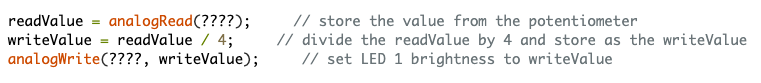 readValue = analogRead(????);     // store the value from the potentiometer
writeValue = readValue / 4;     // divide the readValue by 4 and store as the writeValue
analogWrite(????, writeValue);     // set LED 1 brightness to writeValue